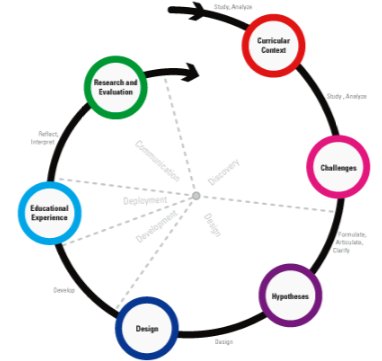 Study, Analyze
Curricular
Context
Study , Analyze
Challenges
Formulate,
Articulate,
Clarify
Hypotheses
Design
Design
Develop
Educational
Experience
Reflect,
Interpret
Research and
Evaluation
Communication
Discovery
Deployment
Development
Design